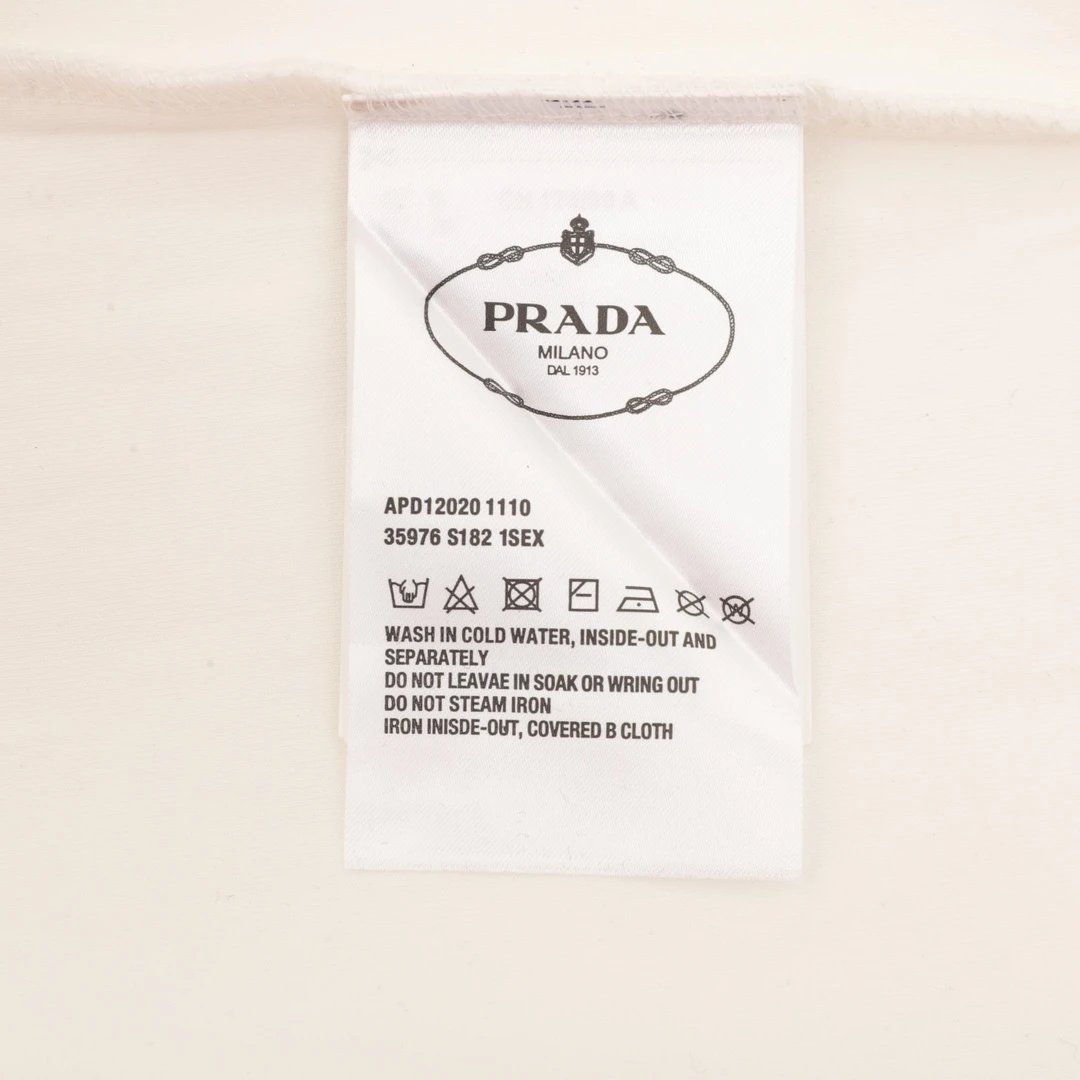 PRADA
MILANO
DAL 1913
APD12020 1110
35976 S182 1SEX
WASH IN COLD WATER, INSIDE-OUT AND
SEPARATELY
DO NOT LEAVAE IN SOAK OR WRING OUT
DO NOT STEAM IRON
IRON INISDE-OUT, COVERED B CLOTH